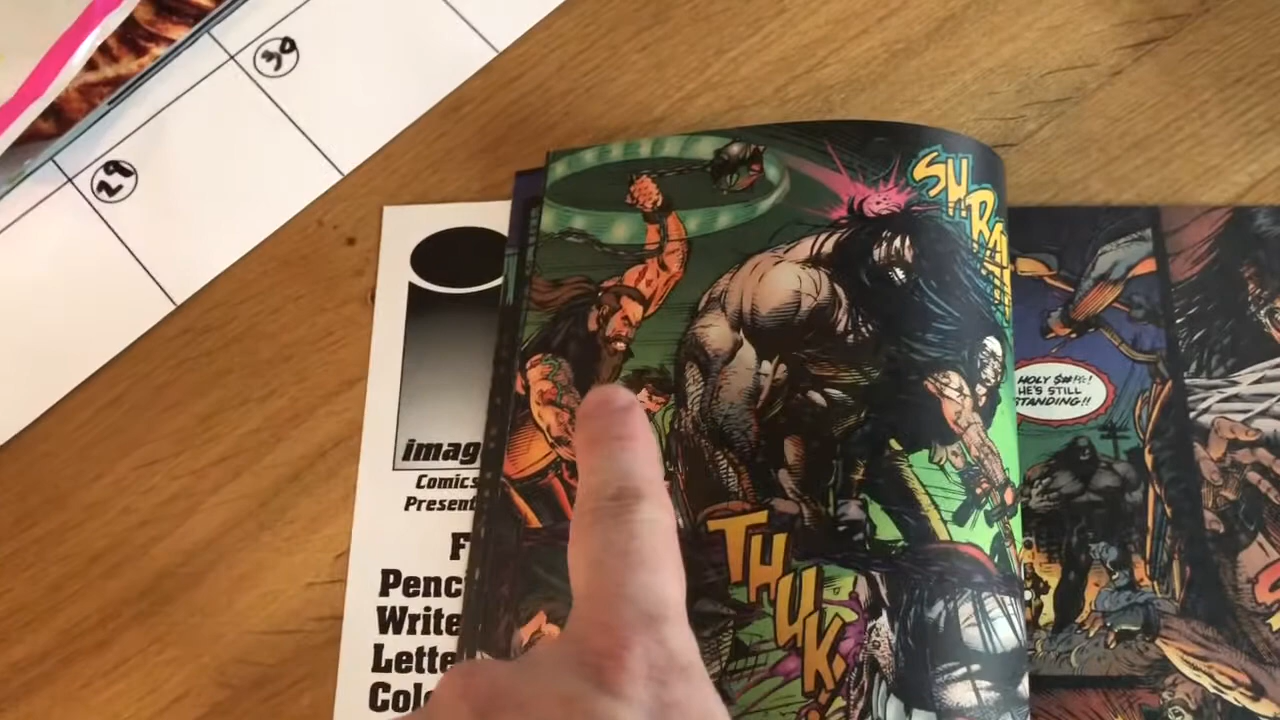 30
29
imag
Comics
Present
F
Penc
Write
Lette
Colo
SHRA
THUK
HOLY $#%!
HE'S STILL
STANDING!!